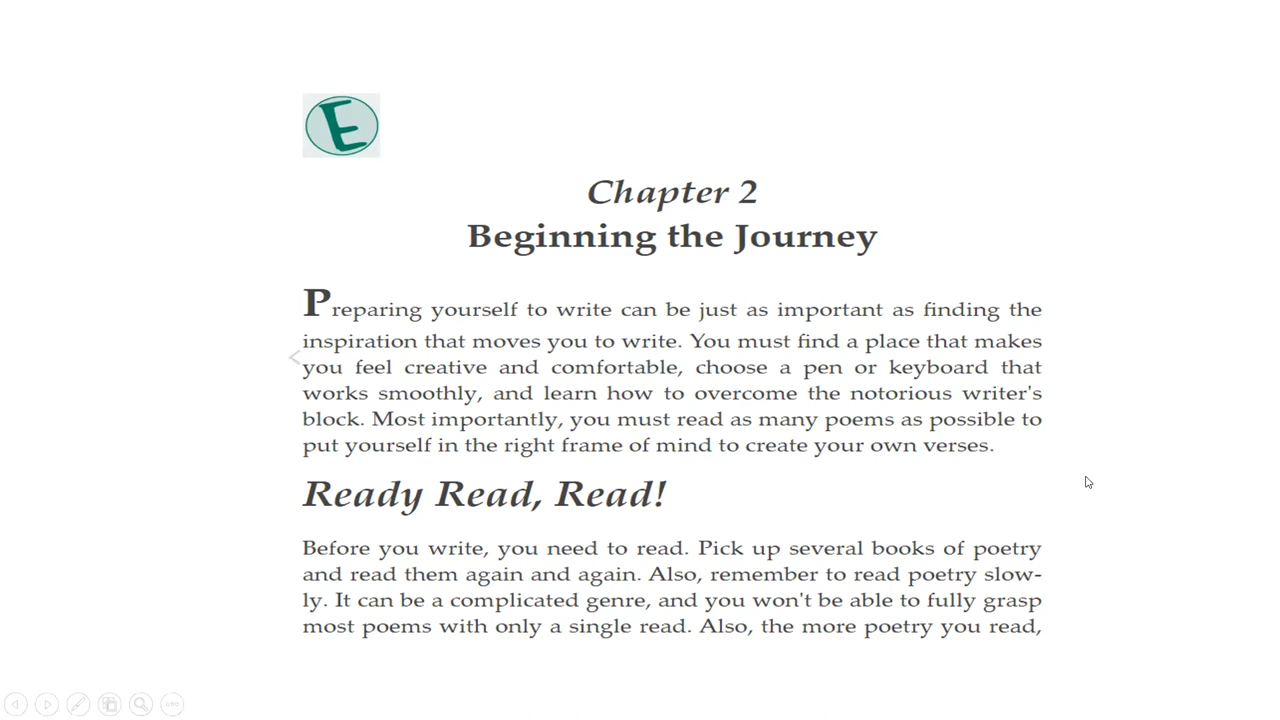 E
Chapter 2
Beginning the Journey
Preparing yourself to write can be just as important as finding the
inspiration that moves you to write. You must find a place that makes
you feel creative and comfortable, choose a pen or keyboard that
works smoothly, and learn how to overcome the notorious writer's
block. Most importantly, you must read as many poems as possible to
put yourself in the right frame of mind to create your own verses.
Ready Read, Read!
Before you write, you need to read. Pick up several books of poetry
and read them again and again. Also, remember to read poetry slow-
ly. It can be a complicated genre, and you won't be able to fully grasp
most poems with only a single read. Also, the more poetry you read,